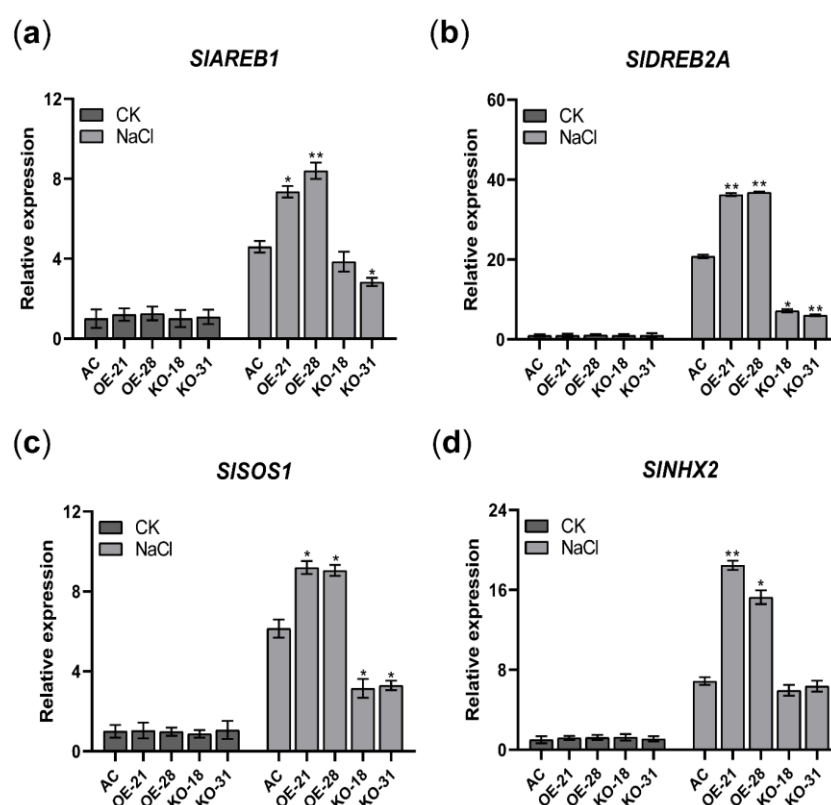 (a)
SlAREB1
Relative expression
12
8
4
0
CK
NaCl
* ** *
AC OE-21 OE-28 KO-18 KO-31 AC OE-21 OE-28 KO-18 KO-31
(b)
SlDREB2A
Relative expression
60
40
20
0
CK
NaCl
** ** * **
AC OE-21 OE-28 KO-18 KO-31 AC OE-21 OE-28 KO-18 KO-31
(c)
SlSOS1
Relative expression
12
8
4
0
CK
NaCl
* * * *
AC OE-21 OE-28 KO-18 KO-31 AC OE-21 OE-28 KO-18 KO-31
(d)
SlNHX2
Relative expression
24
16
8
0
CK
NaCl
** *
AC OE-21 OE-28 KO-18 KO-31 AC OE-21 OE-28 KO-18 KO-31